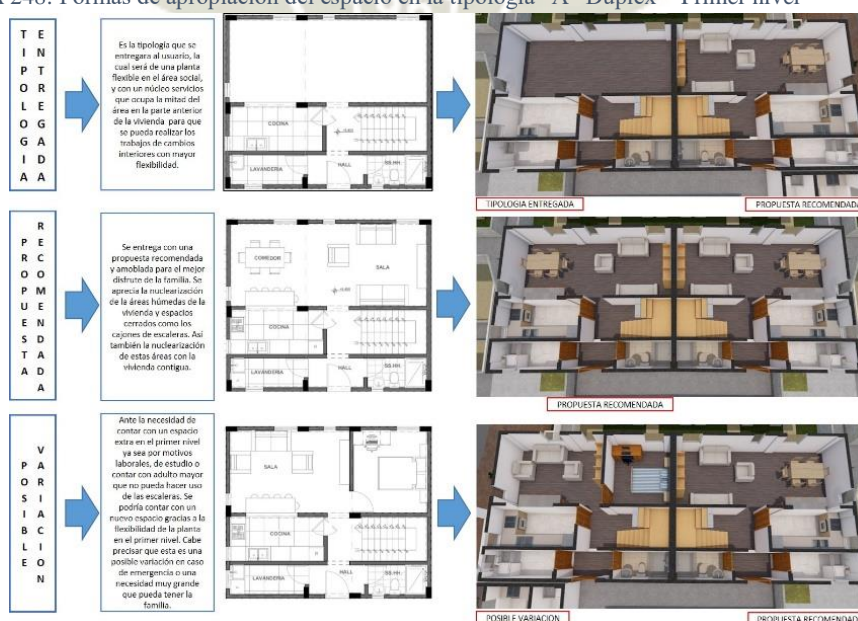 A 248: Formas de apropiación del espacio en la tipología "A" Dúplex – Primer nivel
TIPOLOGIA
ENTREGADA
Es la tipología que se
entregara al usuario, la
cual será de una planta
flexible en el área social,
y con un núcleo servicios
que ocupa la mitad del
área en la parte anterior
de la vivienda para que
se pueda realizar los
trabajos de cambios
interiores con mayor
flexibilidad.
COCINA
LAVANDERIA
HALL
SS.HH.
TIPOLOGIA ENTREGADA
PROPUESTA RECOMENDADA
PROPUESTA
RECOMENDADA
Se entrega con una
propuesta recomendada
y amoblada para el mejor
disfrute de la familia. Se
aprecia la nuclearización
de la áreas húmedas de la
vivienda y espacios
cerrados como los
cajones de escaleras. Así
también la nuclearización
de estas áreas con la
vivienda contigua.
COMEDOR
SALA
COCINA
LAVANDERIA
HALL
SS.HH.
PROPUESTA RECOMENDADA
POSIBLE
VARIACION
Ante la necesidad de
contar con un espacio
extra en el primer nivel
ya sea por motivos
laborales, de estudio o
contar con adulto mayor
que no pueda hacer uso
de las escaleras. Se
podría contar con un
nuevo espacio gracias a la
flexibilidad de la planta
en el primer nivel. Cabe
precisar que esta es una
posible variación en caso
de emergencia o una
necesidad muy grande
que pueda tener la
familia.
SALA
COCINA
LAVANDERIA
HALL
SS.HH.
POSIBLE VARIACION
PROPUESTA RECOMENDADA